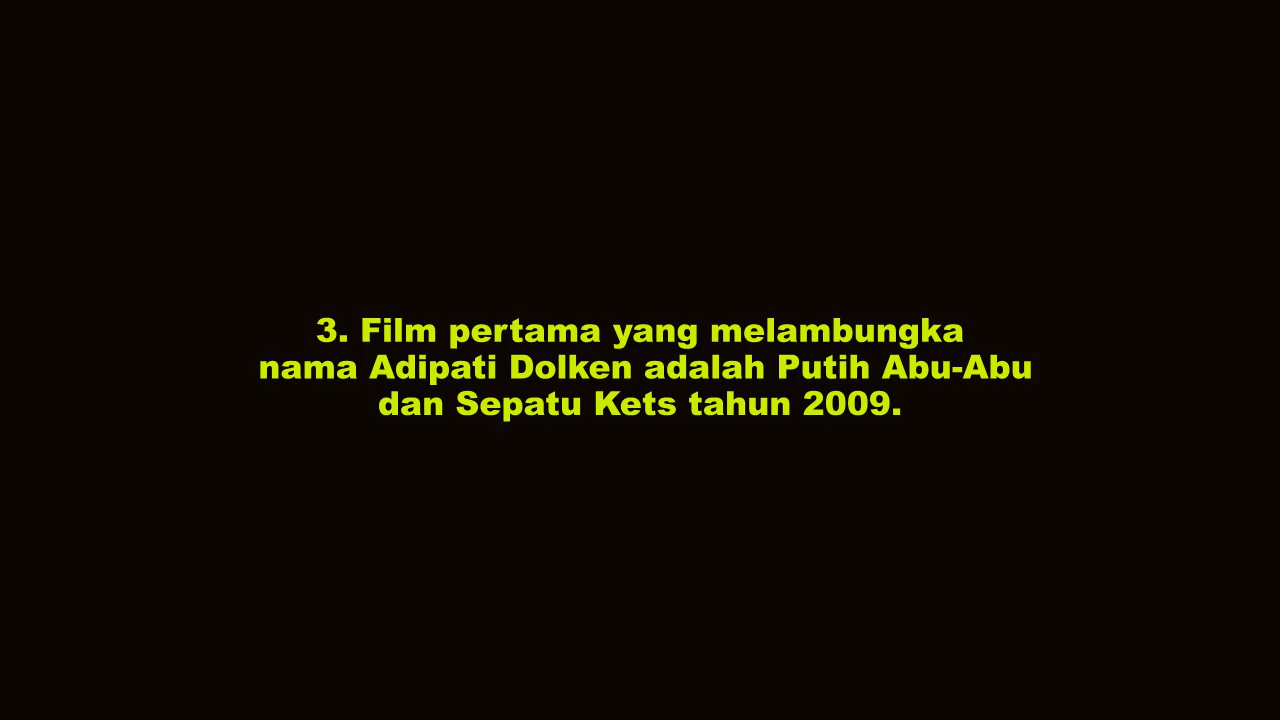 3. Film pertama yang melambungka
nama Adipati Dolken adalah Putih Abu-Abu
dan Sepatu Kets tahun 2009.